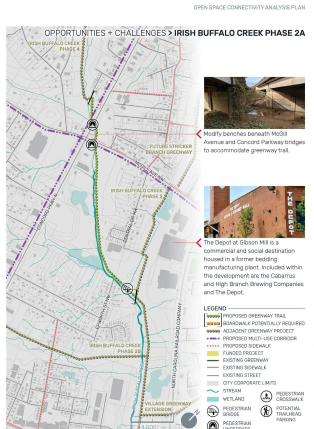 OPEN SPACE CONNECTIVITY ANALYSIS PLAN
OPPORTUNITIES + CHALLENGES > IRISH BUFFALO CREEK PHASE 2A
IRISH BUFFALO CREEK
PHASE 4
Modify benches beneath McGill
Avenue and Concord Parkway bridges
to accommodate greenway trail.
FUTURE STRICKER
BRANCH GREENWAY
IRISH BUFFALO CREEK
PHASE 3
THE DEPOT
The Depot at Gibson Mill is a
commercial and social destination
housed in a former bedding
manufacturing plant. Included within
the development are the Cabarrus
and High Branch Brewing Companies
and The Depot.
NORTH CAROLINA RAILROAD COMPANY
IRISH BUFFALO CREEK
PHASE 2B
VILLAGE GREENWAY
EXTENSION
LEGEND
PROPOSED GREENWAY TRAIL
BOARDWALK POTENTIALLY REQUIRED
ADJACENT GREENWAY PROJECT
PROPOSED MULTI-USE CORRIDOR
PROPOSED SIDEWALK
FUNDED PROJECT
EXISTING GREENWAY
EXISTING SIDEWALK
EXISTING STREET
CITY CORPORATE LIMITS
STREAM
WETLAND
PEDESTRIAN
BRIDGE
PEDESTRIAN
PEDESTRIAN
CROSSWALK
POTENTIAL
TRAILHEAD
PARKING